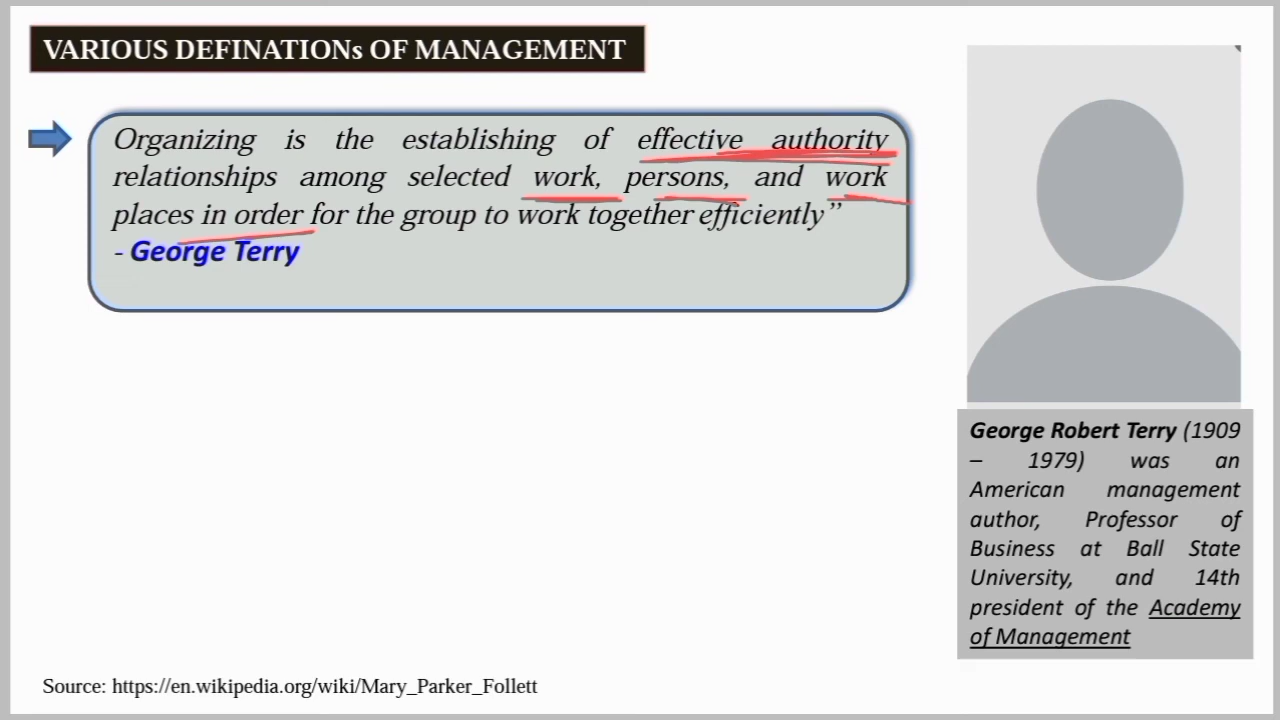 VARIOUS DEFINATIONs OF MANAGEMENT
Organizing is the establishing of effective authority
relationships among selected work, persons, and work
places in order for the group to work together efficiently”
- George Terry
George Robert Terry (1909
– 1979) was an
American management
author, Professor of
Business at Ball State
University, and 14th
president of the Academy
of Management
Source: https://en.wikipedia.org/wiki/Mary_Parker_Follett